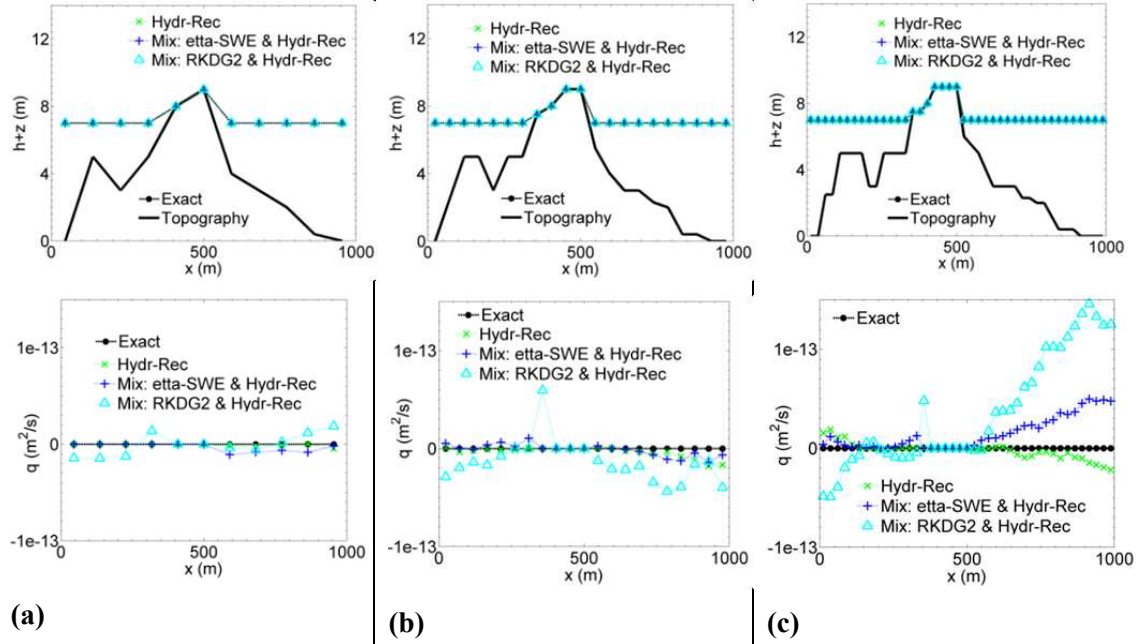 12
8
4
0
h+z (m)
Hydr-Rec
Mix: etta-SWE & Hydr-Rec
Mix: RKDG2 & Hydr-Rec
Exact
Topography
0
500
1000
x (m)
12
8
4
0
h+z (m)
Hydr-Rec
Mix: etta-SWE & Hydr-Rec
Mix: RKDG2 & Hydr-Rec
Exact
Topography
0
500
1000
x (m)
12
8
4
0
h+z (m)
Hydr-Rec
Mix: etta-SWE & Hydr-Rec
Mix: RKDG2 & Hydr-Rec
Exact
Topography
0
500
1000
x (m)
1e-13
0
-1e-13
q (m²/s)
Exact
Hydr-Rec
Mix: etta-SWE & Hydr-Rec
Mix: RKDG2 & Hydr-Rec
0
500
1000
x (m)
(a)
1e-13
0
-1e-13
q (m²/s)
Exact
Hydr-Rec
Mix: etta-SWE & Hydr-Rec
Mix: RKDG2 & Hydr-Rec
0
500
1000
x (m)
(b)
1e-13
0
-1e-13
q (m²/s)
Exact
Hydr-Rec
Mix: etta-SWE & Hydr-Rec
Mix: RKDG2 & Hydr-Rec
0
500
1000
x (m)
(c)